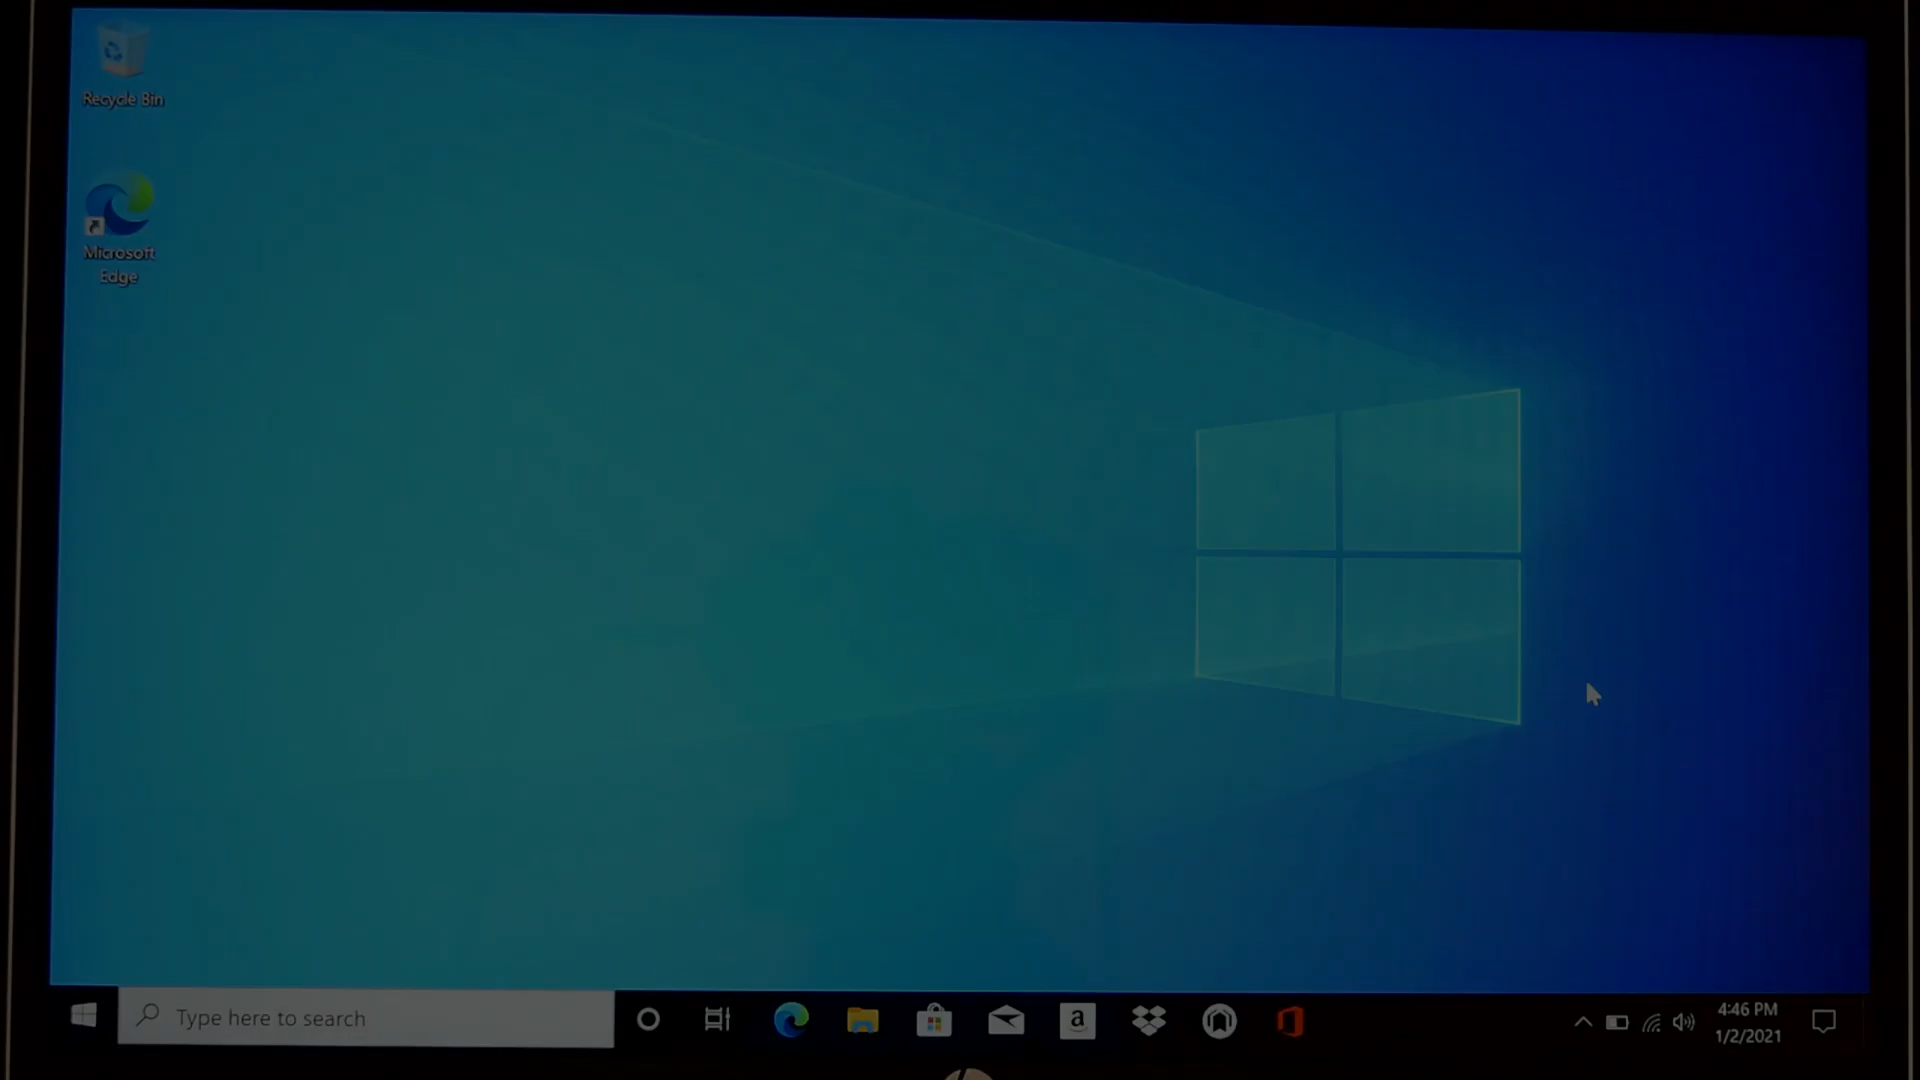 Recycle Bin
Microsoft
Edge
Type here to search
a
4:46 PM
1/2/2021